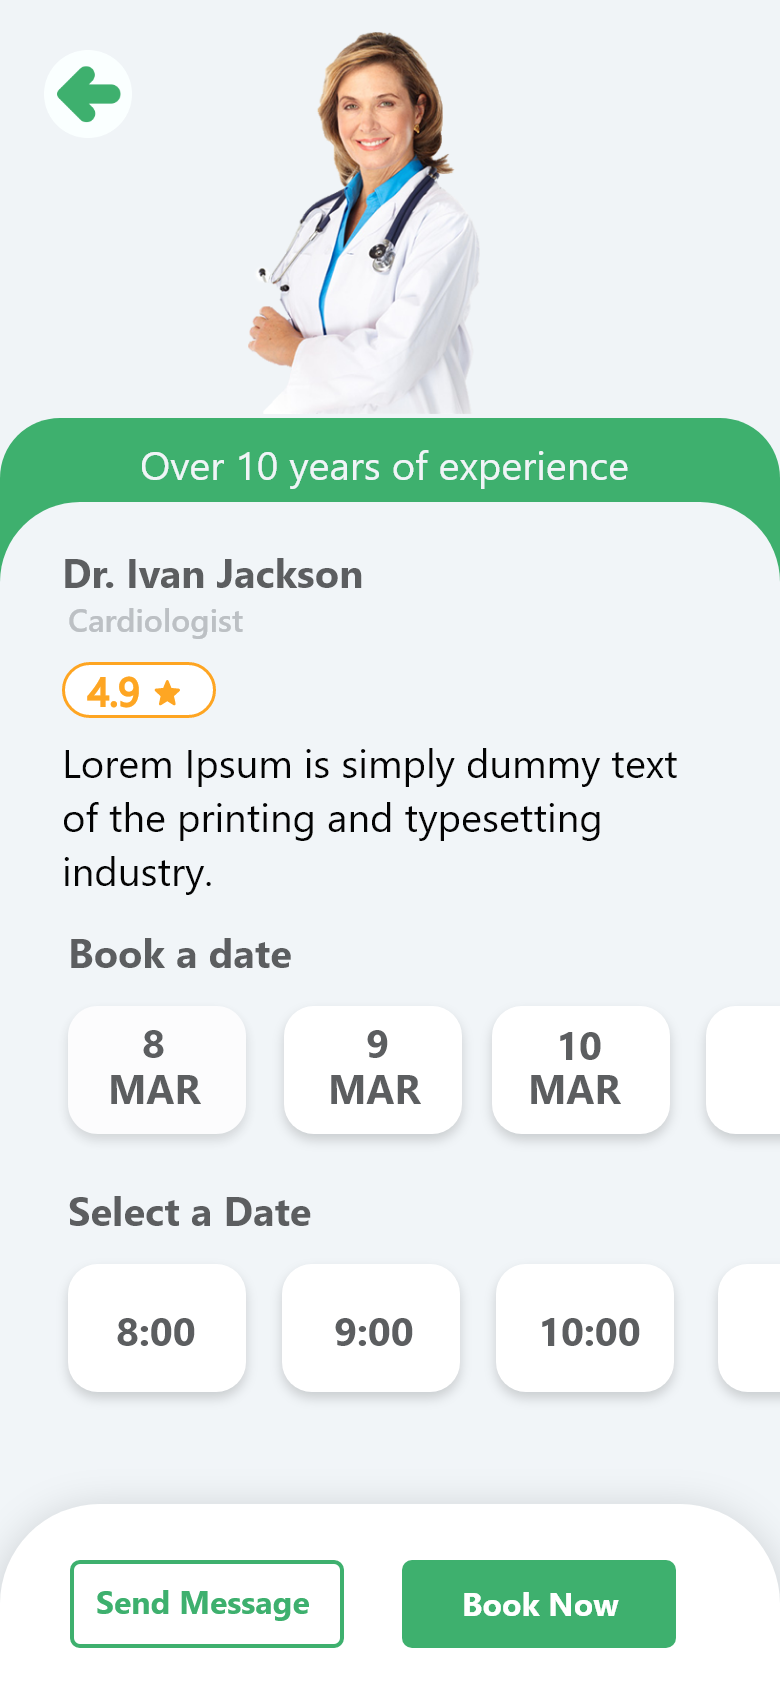 Over 10 years of experience
Dr. Ivan Jackson
Cardiologist
4.9
Lorem Ipsum is simply dummy text
of the printing and typesetting
industry.
Book a date
8
MAR
9
MAR
10
MAR
Select a Date
8:00
9:00
10:00
Send Message
Book Now